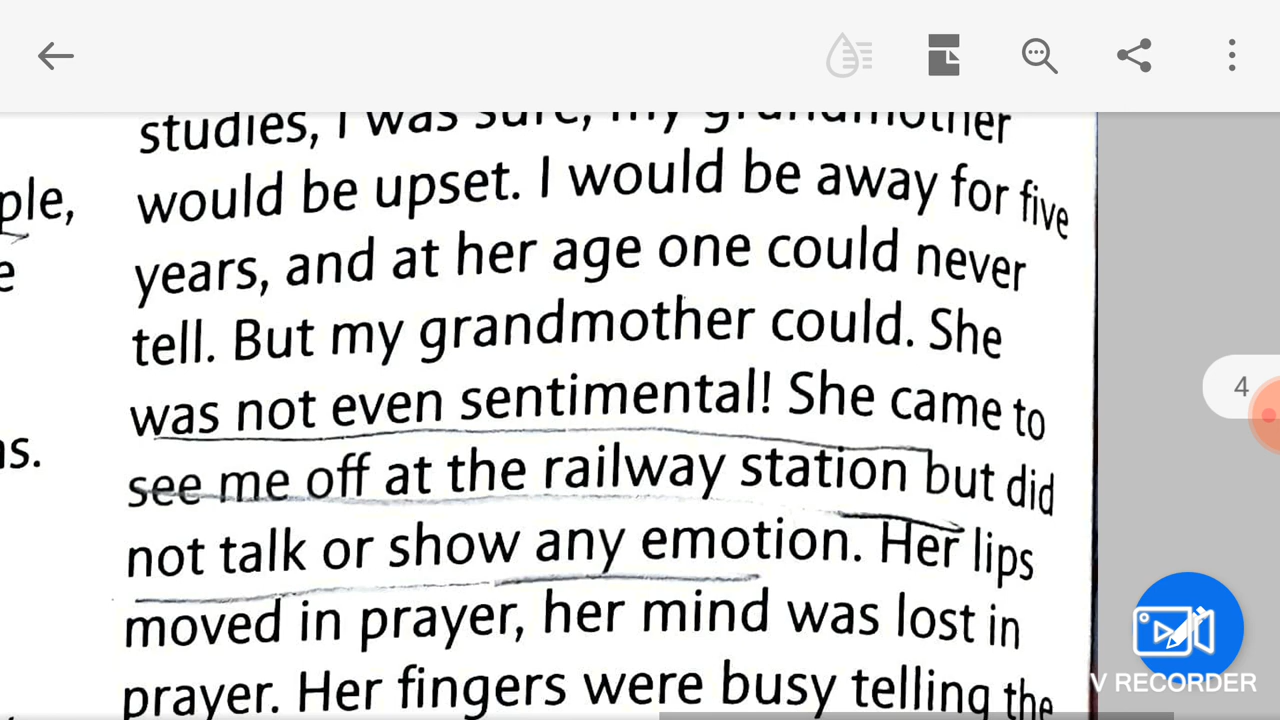 studies, I was sure, my grandmother
would be upset. I would be away for five
ple,
years, and at her age one could never
e
tell. But my grandmother could. She
was not even sentimental! She came to
4
see me off at the railway station but did
ns.
not talk or show any emotion. Her lips
moved in prayer, her mind was lost in
prayer. Her fingers were busy telling the
V RECORDER